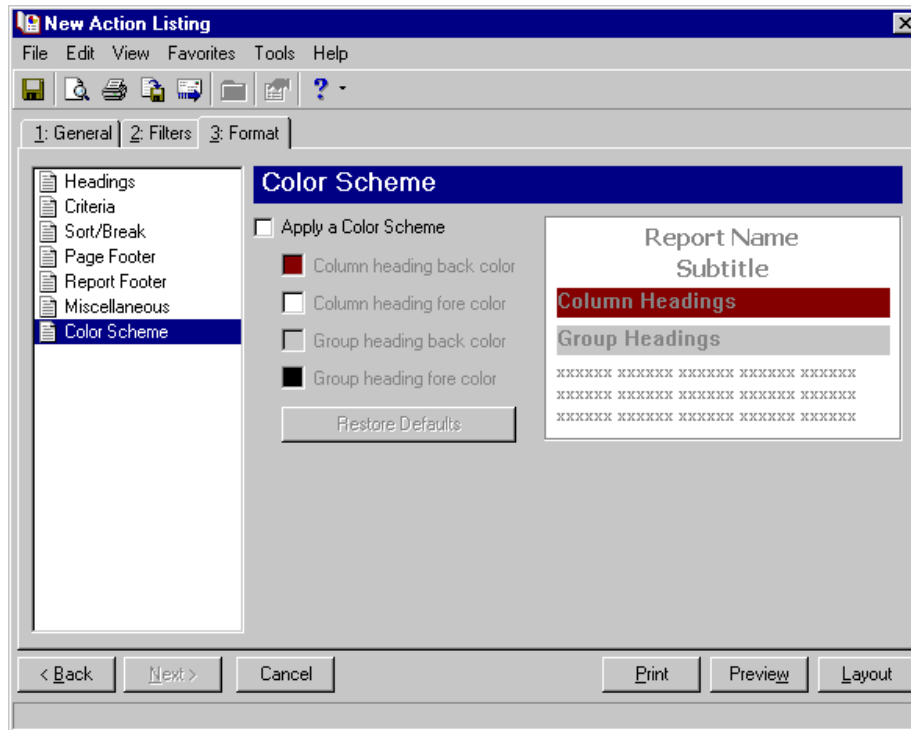 New Action Listing
File Edit View Favorites Tools Help
?
1: General 2: Filters 3: Format
Headings
Criteria
Sort/Break
Page Footer
Report Footer
Miscellaneous
Color Scheme
Color Scheme
Apply a Color Scheme
Column heading back color
Column heading fore color
Group heading back color
Group heading fore color
Restore Defaults
Report Name
Subtitle
Column Headings
Group Headings
xxxxxx xxxxxx xxxxxx xxxxxx xxxxxx
xxxxxx xxxxxx xxxxxx xxxxxx xxxxxx
xxxxxx xxxxxx xxxxxx xxxxxx xxxxxx
< Back Next > Cancel Print Preview Layout